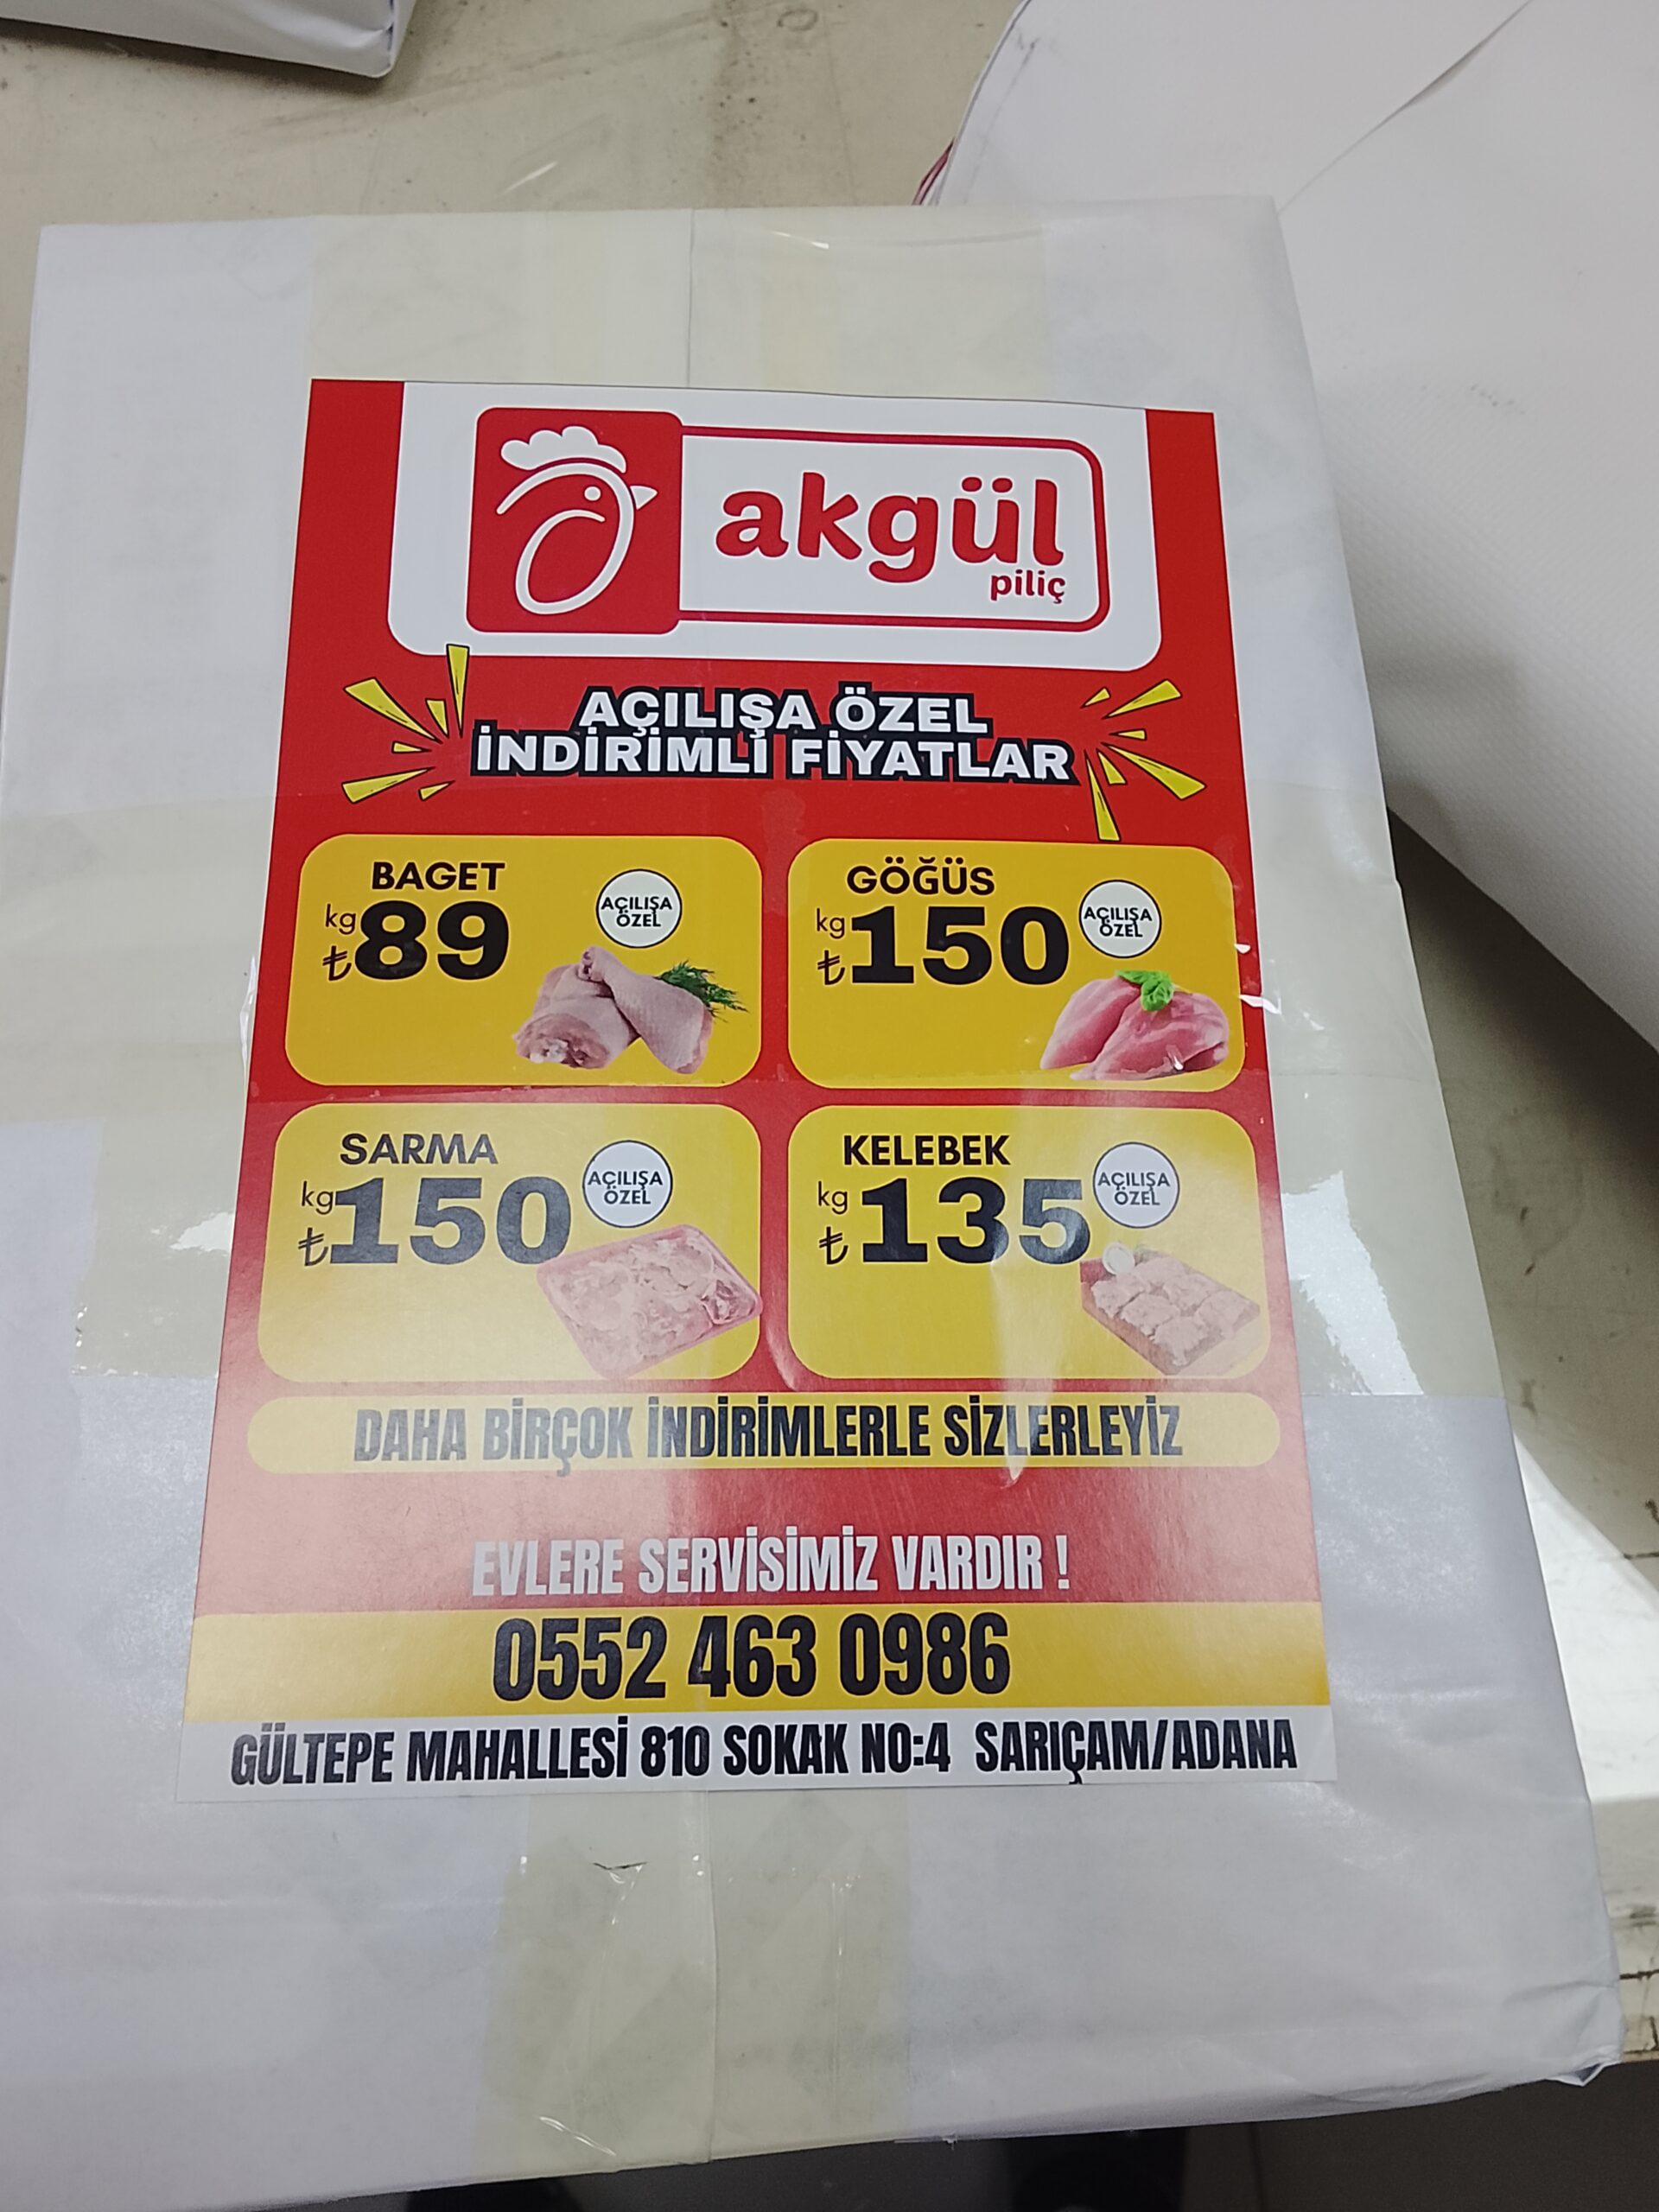 akgül
piliç
AÇILIŞA ÖZEL
İNDİRİMLİ FİYATLAR
BAGET
kg
₺89
AÇILIŞA
ÖZEL
GÖĞÜS
kg
₺150
AÇILIŞA
ÖZEL
SARMA
kg
₺150
AÇILIŞA
ÖZEL
KELEBEK
kg
₺135
AÇILIŞA
ÖZEL
DAHA BİRÇOK İNDİRİMLERLE SİZLERLEYİZ
EVLERE SERVİSİMİZ VARDIR !
0552 463 0986
GÜLTEPE MAHALLESİ 810 SOKAK NO:4 SARIÇAM/ADANA